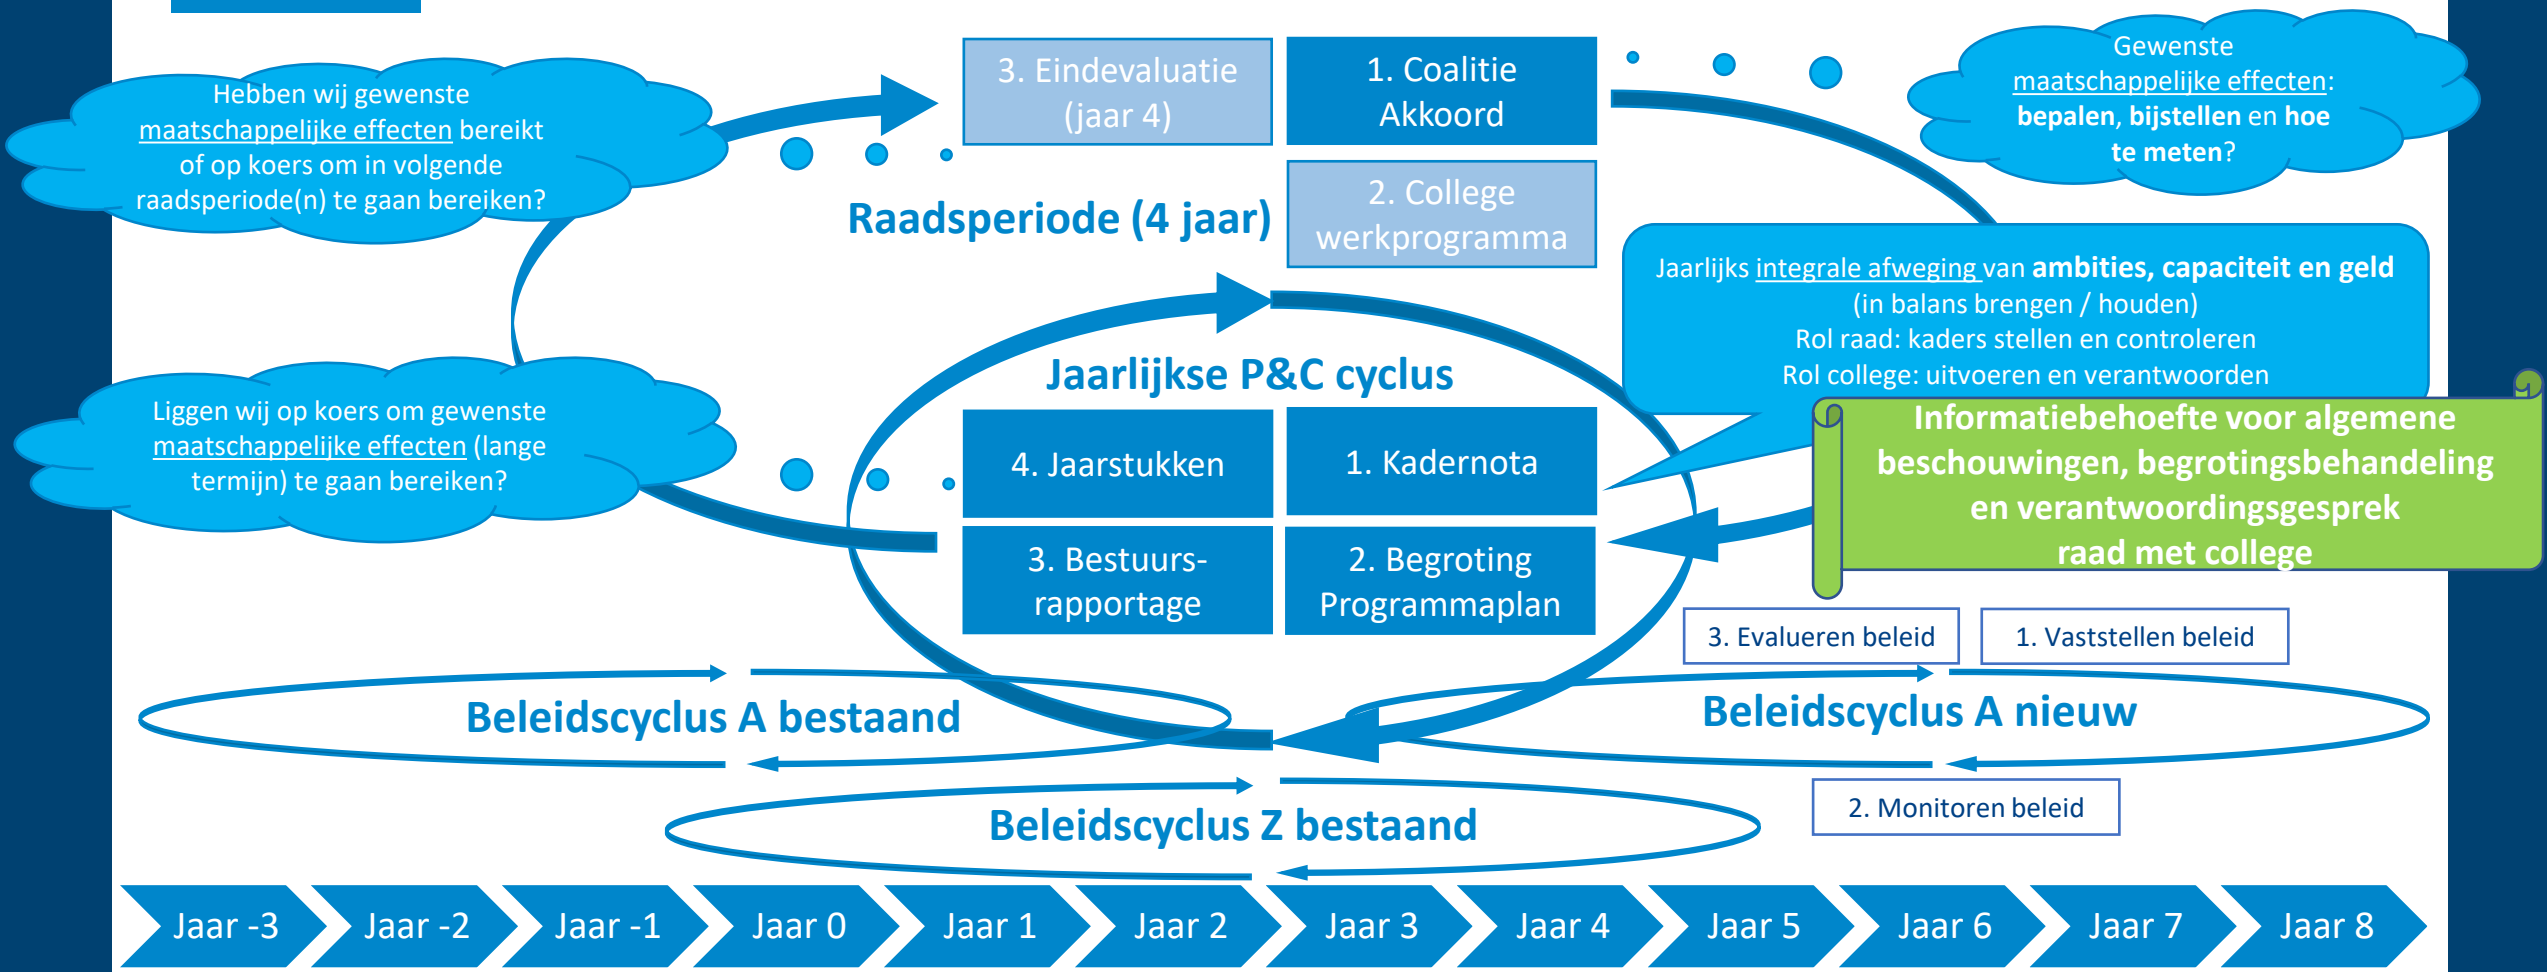 Hebben wij gewenste
maatschappelijke effecten bereikt
of op koers om in volgende
raadsperiode(n) te gaan bereiken?
3. Eindevaluatie
(jaar 4)
1. Coalitie
Akkoord
Gewenste
maatschappelijke effecten:
bepalen, bijstellen en hoe
te meten?
Raadsperiode (4 jaar)
2. College
werkprogramma
Jaarlijks integrale afweging van ambities, capaciteit en geld
(in balans brengen / houden)
Rol raad: kaders stellen en controleren
Rol college: uitvoeren en verantwoorden
Jaarlijkse P&C cyclus
Liggen wij op koers om gewenste
maatschappelijke effecten (lange
termijn) te gaan bereiken?
4. Jaarstukken
1. Kadernota
Informatiebehoefte voor algemene
beschouwingen, begrotingsbehandeling
en verantwoordingsgesprek
raad met college
3. Bestuurs-
rapportage
2. Begroting
Programmaplan
3. Evalueren beleid
1. Vaststellen beleid
Beleidscyclus A bestaand
Beleidscyclus A nieuw
2. Monitoren beleid
Beleidscyclus Z bestaand
Jaar -3
Jaar -2
Jaar -1
Jaar 0
Jaar 1
Jaar 2
Jaar 3
Jaar 4
Jaar 5
Jaar 6
Jaar 7
Jaar 8